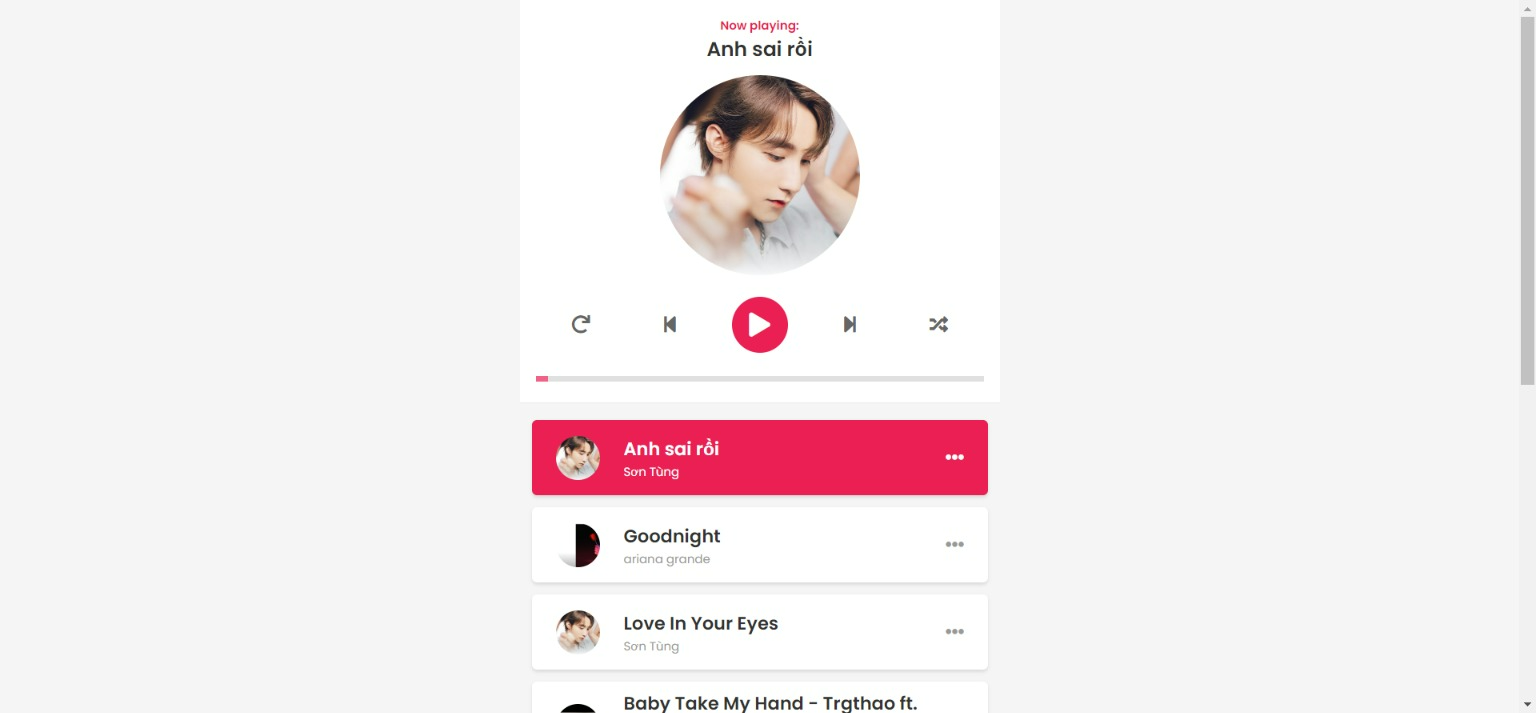 Now playing:
Anh sai rồi
Anh sai rồi
Sơn Tùng
Goodnight
ariana grande
Love In Your Eyes
Sơn Tùng
Baby Take My Hand - Trgthao ft.